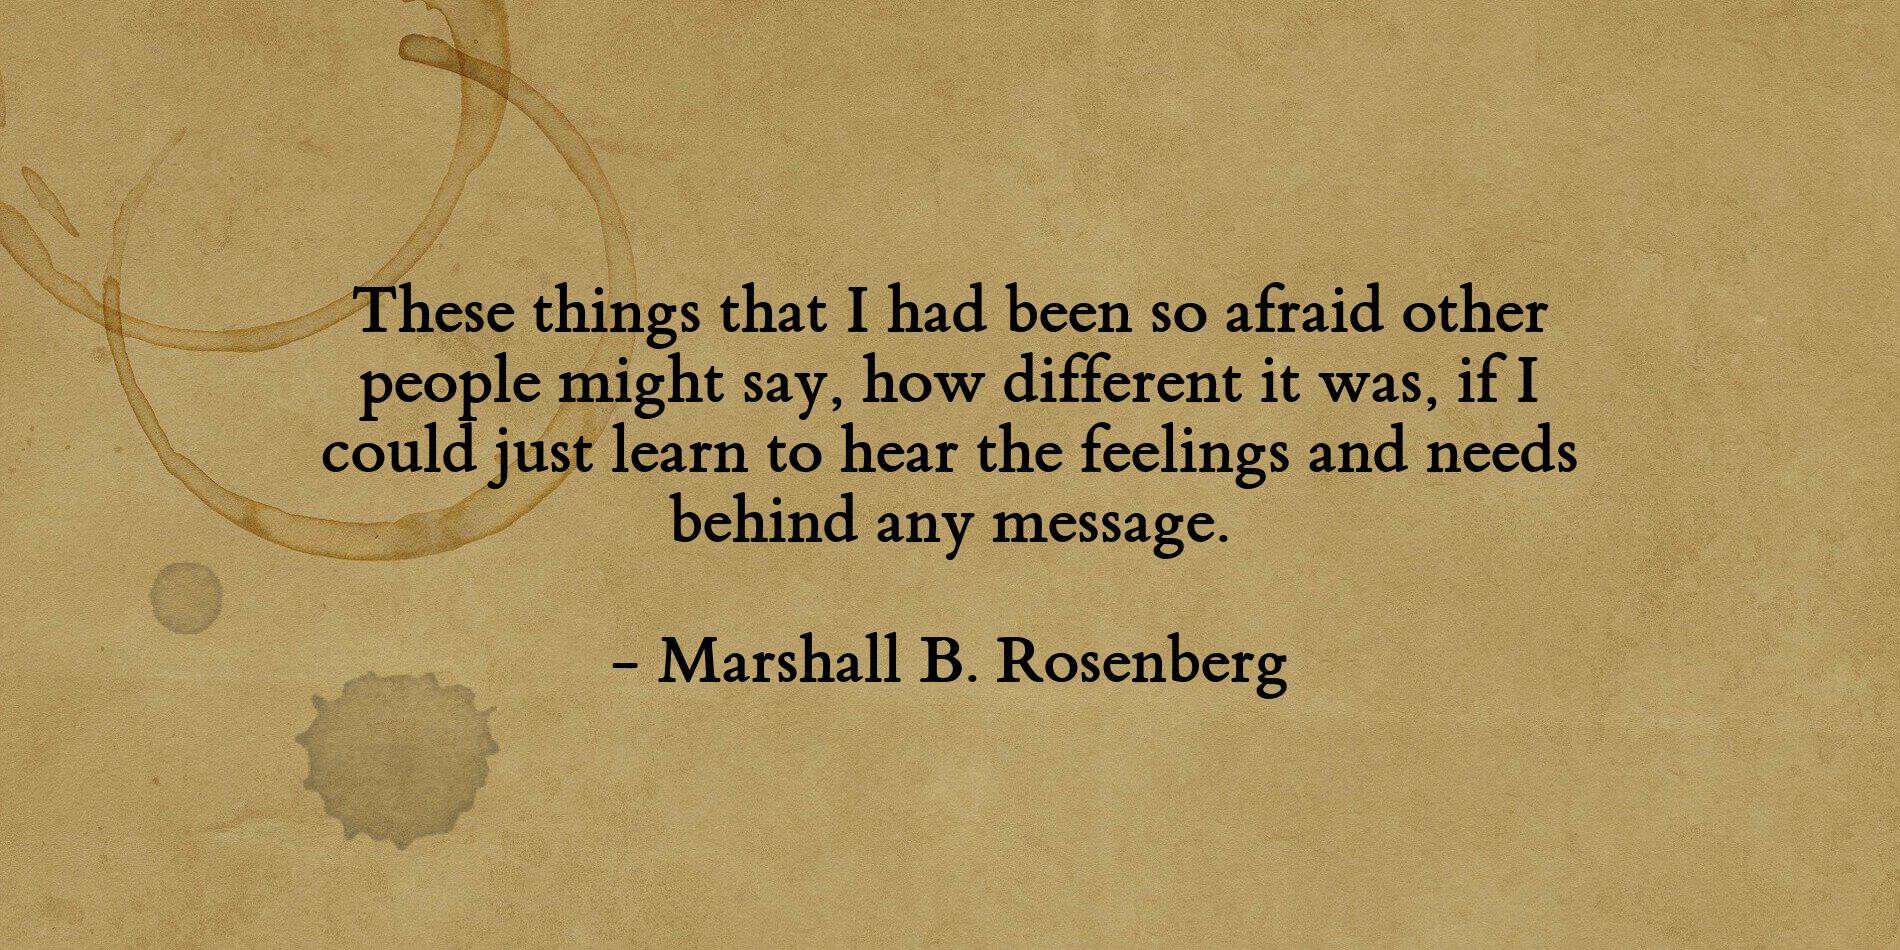 These things that I had been so afraid other
people might say, how different it was, if I
could just learn to hear the feelings and needs
behind any message.
– Marshall B. Rosenberg